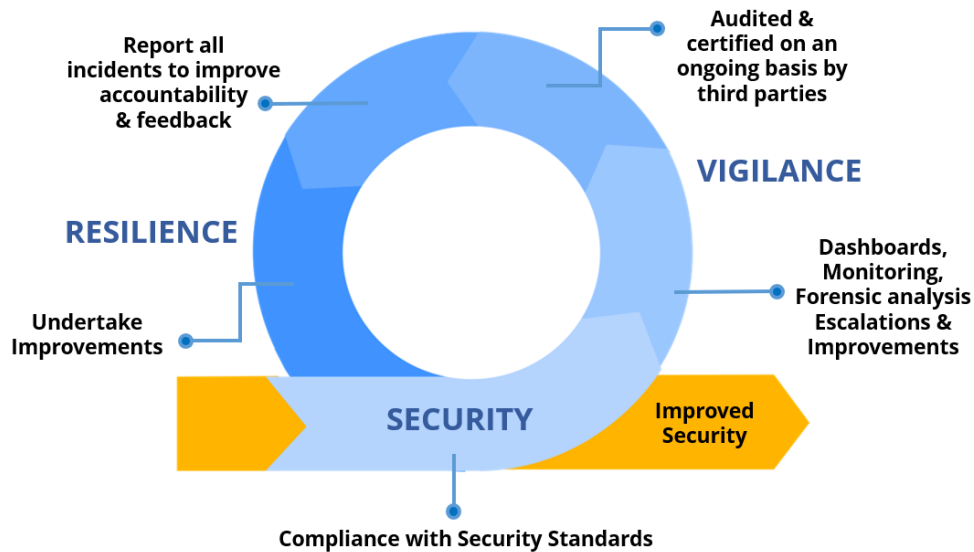 Report all
incidents to improve
accountability
& feedback
Audited &
certified on an
ongoing basis by
third parties
VIGILANCE
RESILIENCE
Dashboards,
Monitoring,
Forensic analysis
Escalations &
Improvements
Undertake
Improvements
SECURITY
Improved
Security
Compliance with Security Standards